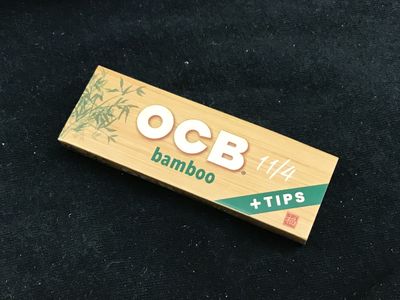 OCB®
1 1/4
bamboo
+TIPS